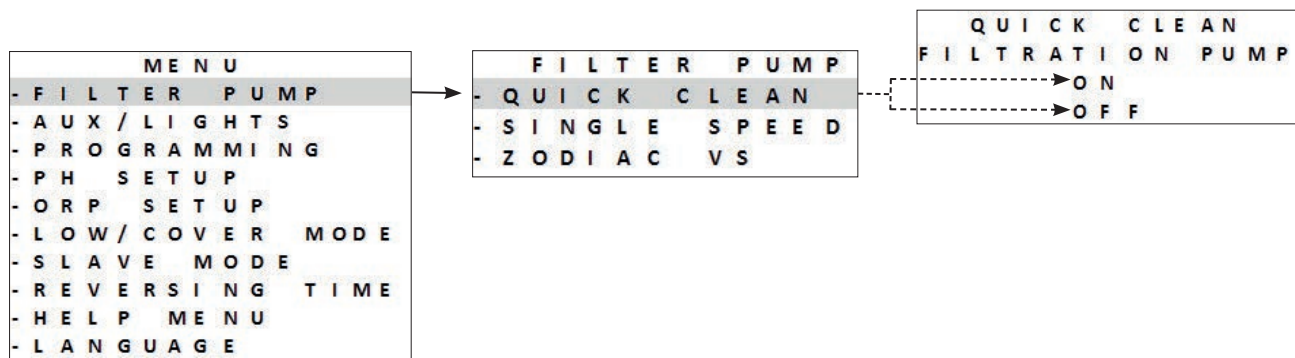 MENU
- FILTER PUMP
- AUX/LIGHTS
- PROGRAMMING
- PH SETUP
- ORP SETUP
- LOW/COVER MODE
- SLAVE MODE
- REVERSING TIME
- HELP MENU
- LANGUAGE
FILTER PUMP
- QUICK CLEAN
- SINGLE SPEED
- ZODIAC VS
QUICK CLEAN
FILTRATION PUMP
ON
OFF